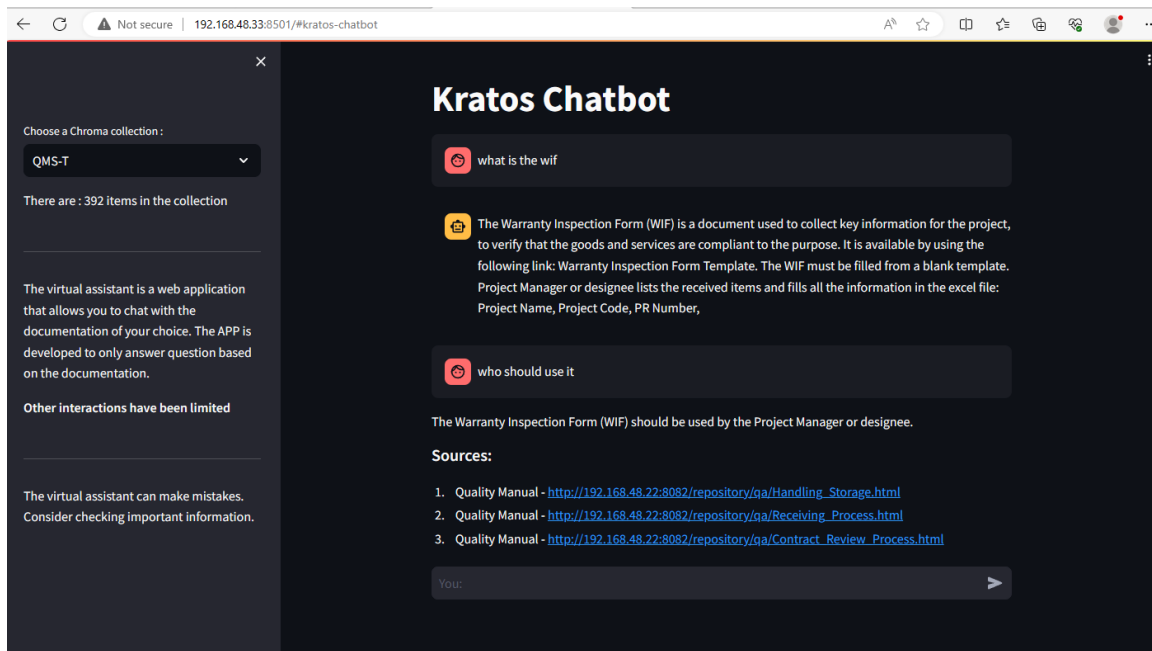 Not secure
192.168.48.33:8501/#kratos-chatbot
Choose a Chroma collection :
QMS-T
There are : 392 items in the collection
The virtual assistant is a web application
that allows you to chat with the
documentation of your choice. The APP is
developed to only answer question based
on the documentation.
Other interactions have been limited
The virtual assistant can make mistakes.
Consider checking important information.
Kratos Chatbot
what is the wif
The Warranty Inspection Form (WIF) is a document used to collect key information for the project,
to verify that the goods and services are compliant to the purpose. It is available by using the
following link: Warranty Inspection Form Template. The WIF must be filled from a blank template.
Project Manager or designee lists the received items and fills all the information in the excel file:
Project Name, Project Code, PR Number,
who should use it
The Warranty Inspection Form (WIF) should be used by the Project Manager or designee.
Sources:
1. Quality Manual - http://192.168.48.22:8082/repository/qa/Handling_Storage.html
2. Quality Manual - http://192.168.48.22:8082/repository/qa/Receiving_Process.html
3. Quality Manual - http://192.168.48.22:8082/repository/qa/Contract_Review_Process.html
You: